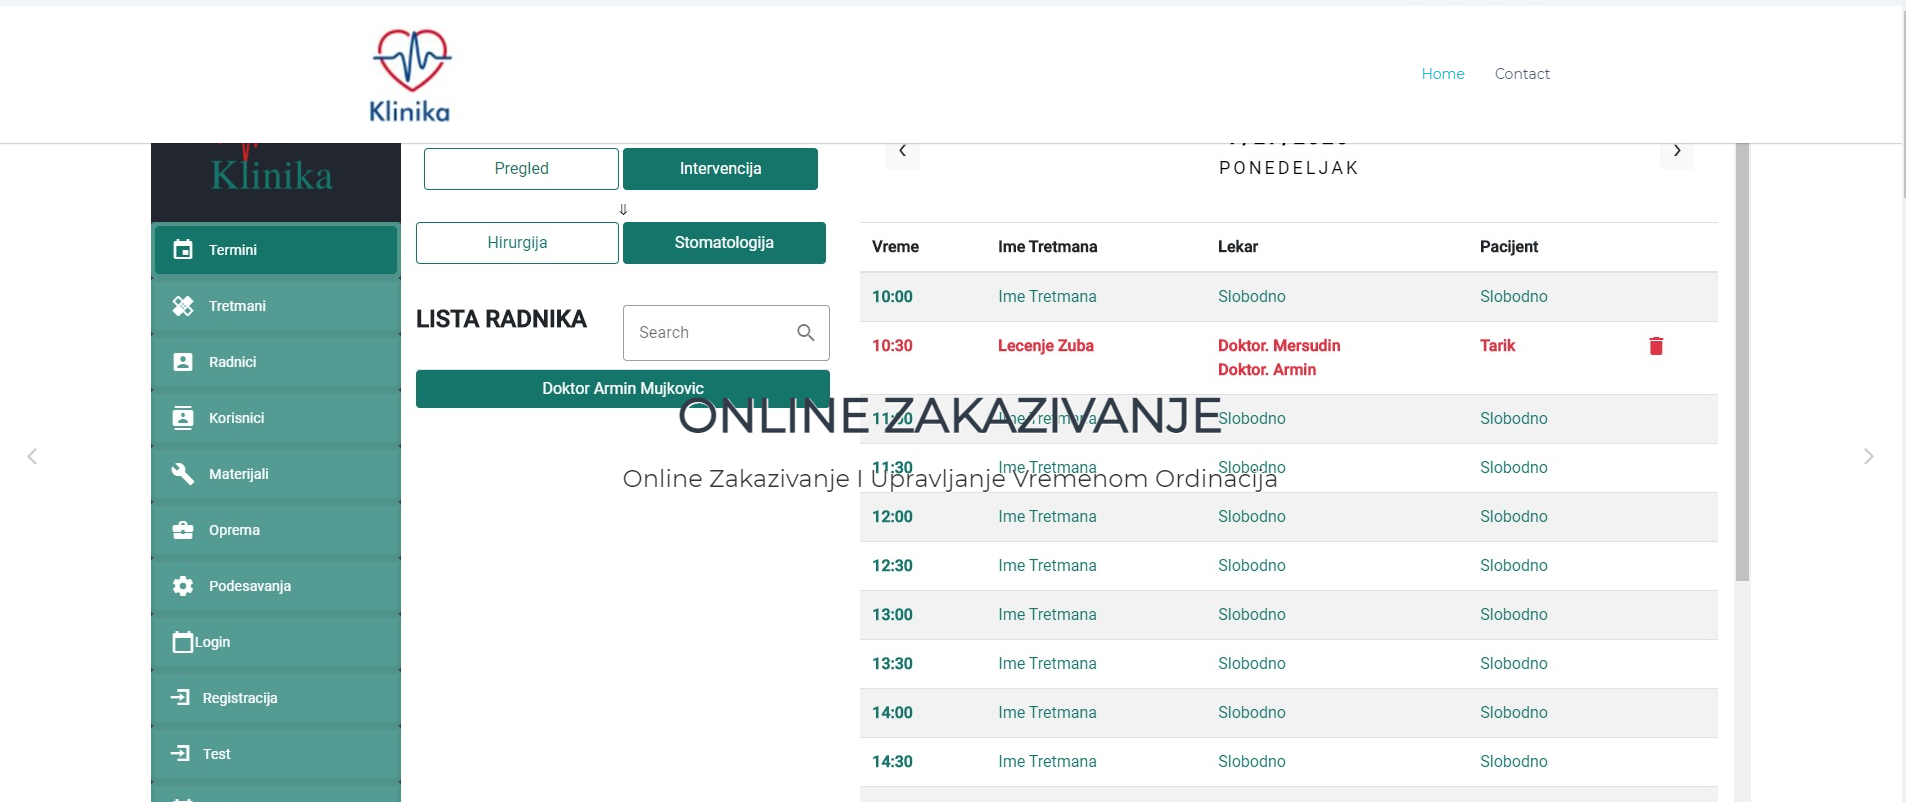 Klinika
Home Contact
Klinika
Termini
Tretmani
Radnici
Korisnici
Materijali
Oprema
Podesavanja
Login
Registracija
Test
Pregled Intervencija
⇓
Hirurgija Stomatologija
LISTA RADNIKA Search
Doktor Armin Mujkovic
ONLINE ZAKAZIVANJE
Online Zakazivanje I Upravljanje Vremenom Ordinacija
‹ ›
PONEDELJAK
Vreme Ime Tretmana Lekar Pacijent
10:00 Ime Tretmana Slobodno Slobodno
10:30 Lecenje Zuba Doktor. Mersudin Tarik
Doktor. Armin
11:00 Ime Tretmana Slobodno Slobodno
11:30 Ime Tretmana Slobodno Slobodno
12:00 Ime Tretmana Slobodno Slobodno
12:30 Ime Tretmana Slobodno Slobodno
13:00 Ime Tretmana Slobodno Slobodno
13:30 Ime Tretmana Slobodno Slobodno
14:00 Ime Tretmana Slobodno Slobodno
14:30 Ime Tretmana Slobodno Slobodno